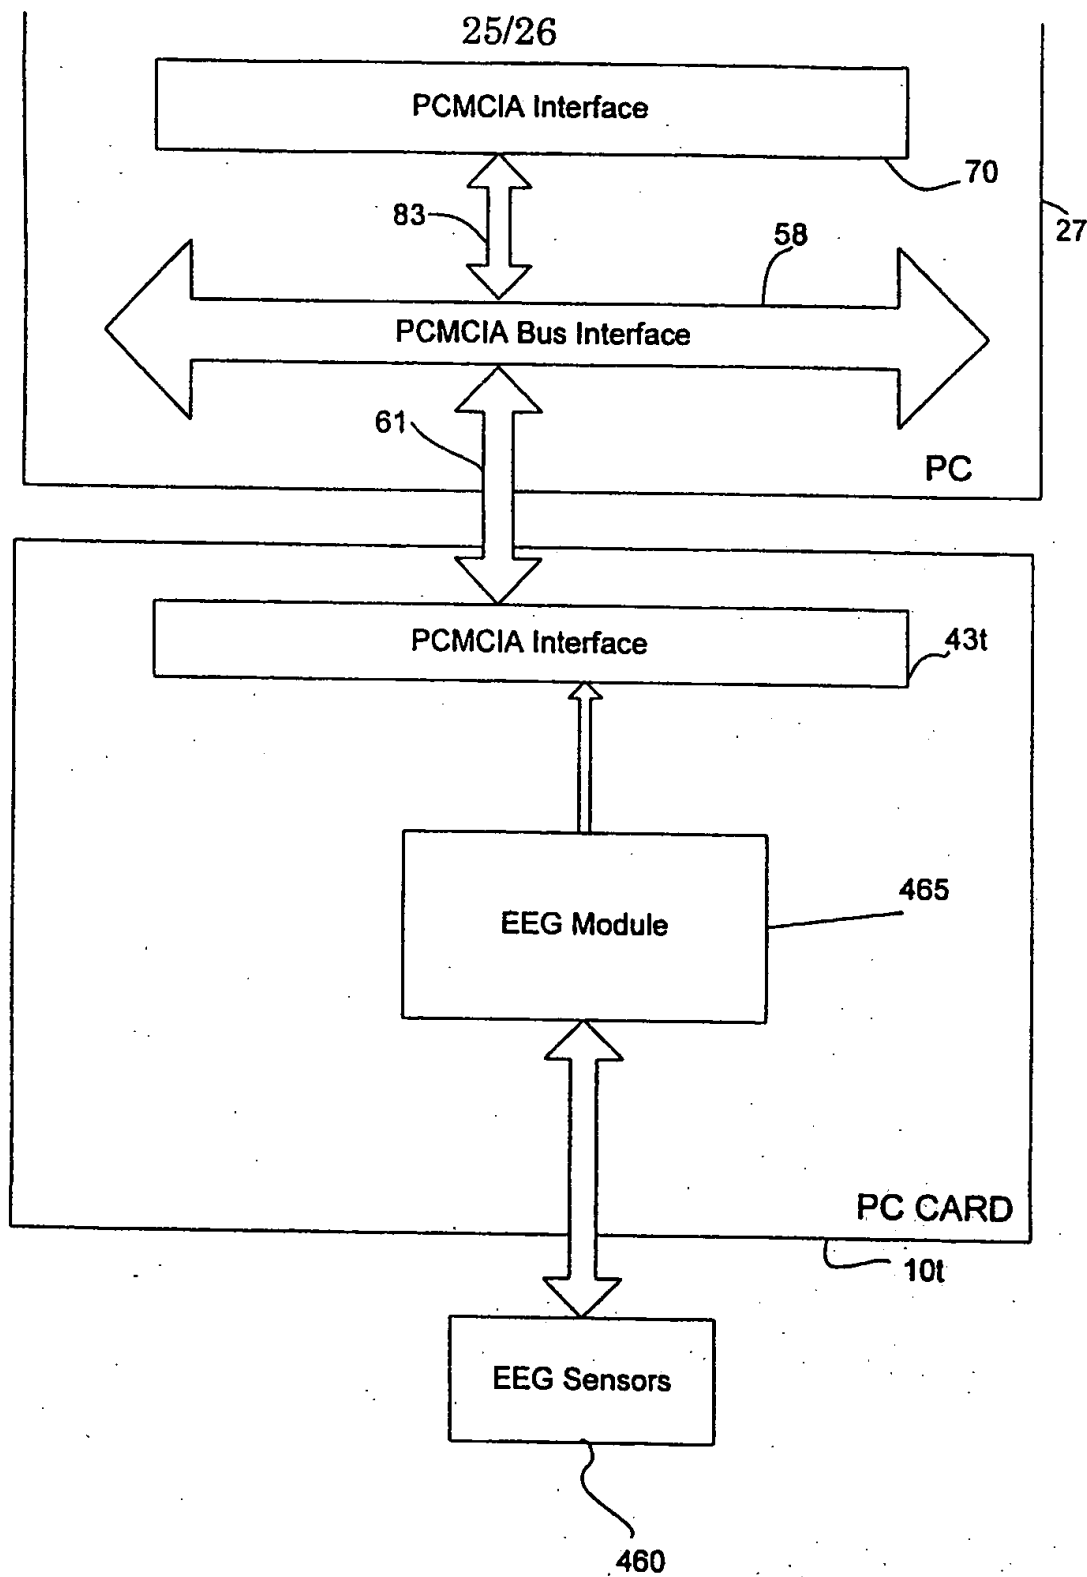 25/26
PCMCIA Interface
70
83
27
58
PCMCIA Bus Interface
61
PC
PCMCIA Interface
43t
465
EEG Module
PC CARD
10t
EEG Sensors
460